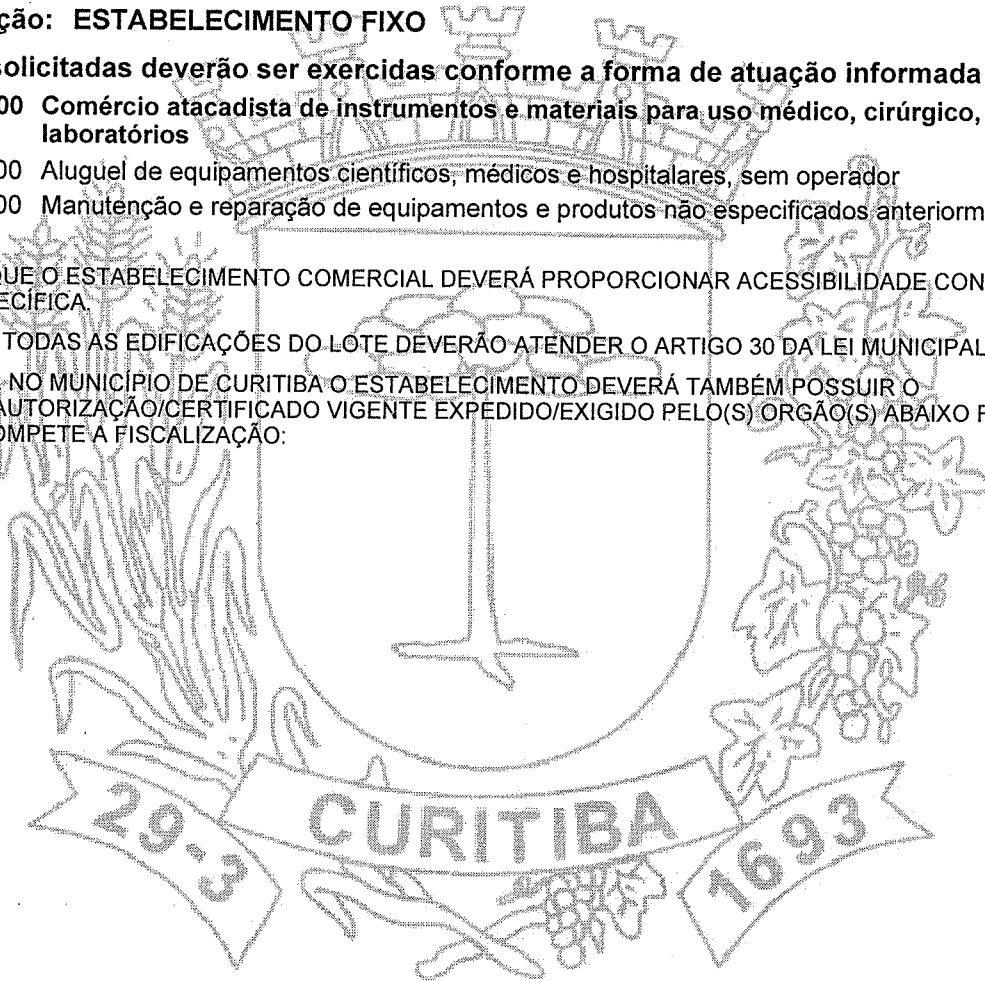 ção: ESTABELECIMENTO FIXO
solicitadas deverão ser exercidas conforme a forma de atuação informada
00 Comércio atacadista de instrumentos e materiais para uso médico, cirúrgico,
laboratórios
00 Aluguel de equipamentos científicos, médicos e hospitalares, sem operador
00 Manutenção e reparação de equipamentos e produtos não especificados anteriorm
QUE O ESTABELECIMENTO COMERCIAL DEVERÁ PROPORCIONAR ACESSIBILIDADE CON
ECÍFICA.
TODAS AS EDIFICAÇÕES DO LOTE DEVERÃO ATENDER O ARTIGO 30 DA LEI MUNICIPAL
NO MUNICÍPIO DE CURITIBA O ESTABELECIMENTO DEVERÁ TAMBÉM POSSUIR O
AUTORIZAÇÃO/CERTIFICADO VIGENTE EXPEDIDO/EXIGIDO PELO(S) ORGÃO(S) ABAIXO
OMPETE A FISCALIZAÇÃO:
29-3 CURITIBA 1693